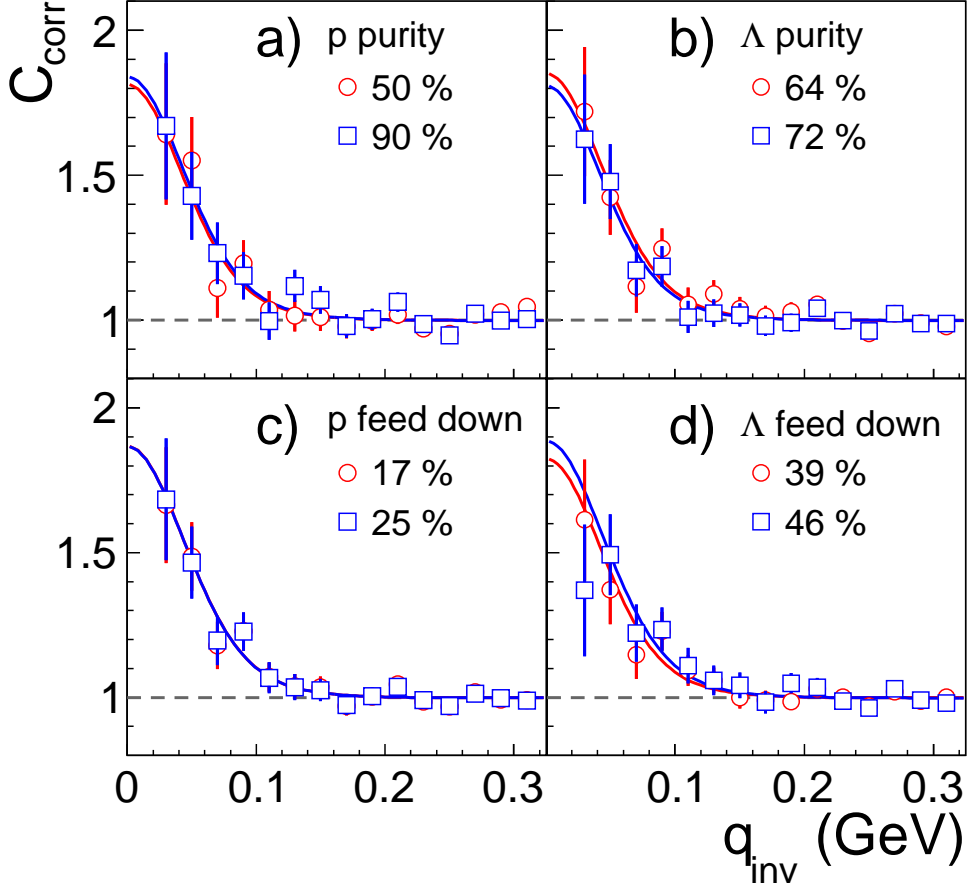 C_corr
2
1.5
1
a) p purity
50 %
90 %
b) Λ purity
64 %
72 %
2
1.5
1
c) p feed down
17 %
25 %
d) Λ feed down
39 %
46 %
0 0.1 0.2 0.3 0.1 0.2 0.3
q_inv (GeV)